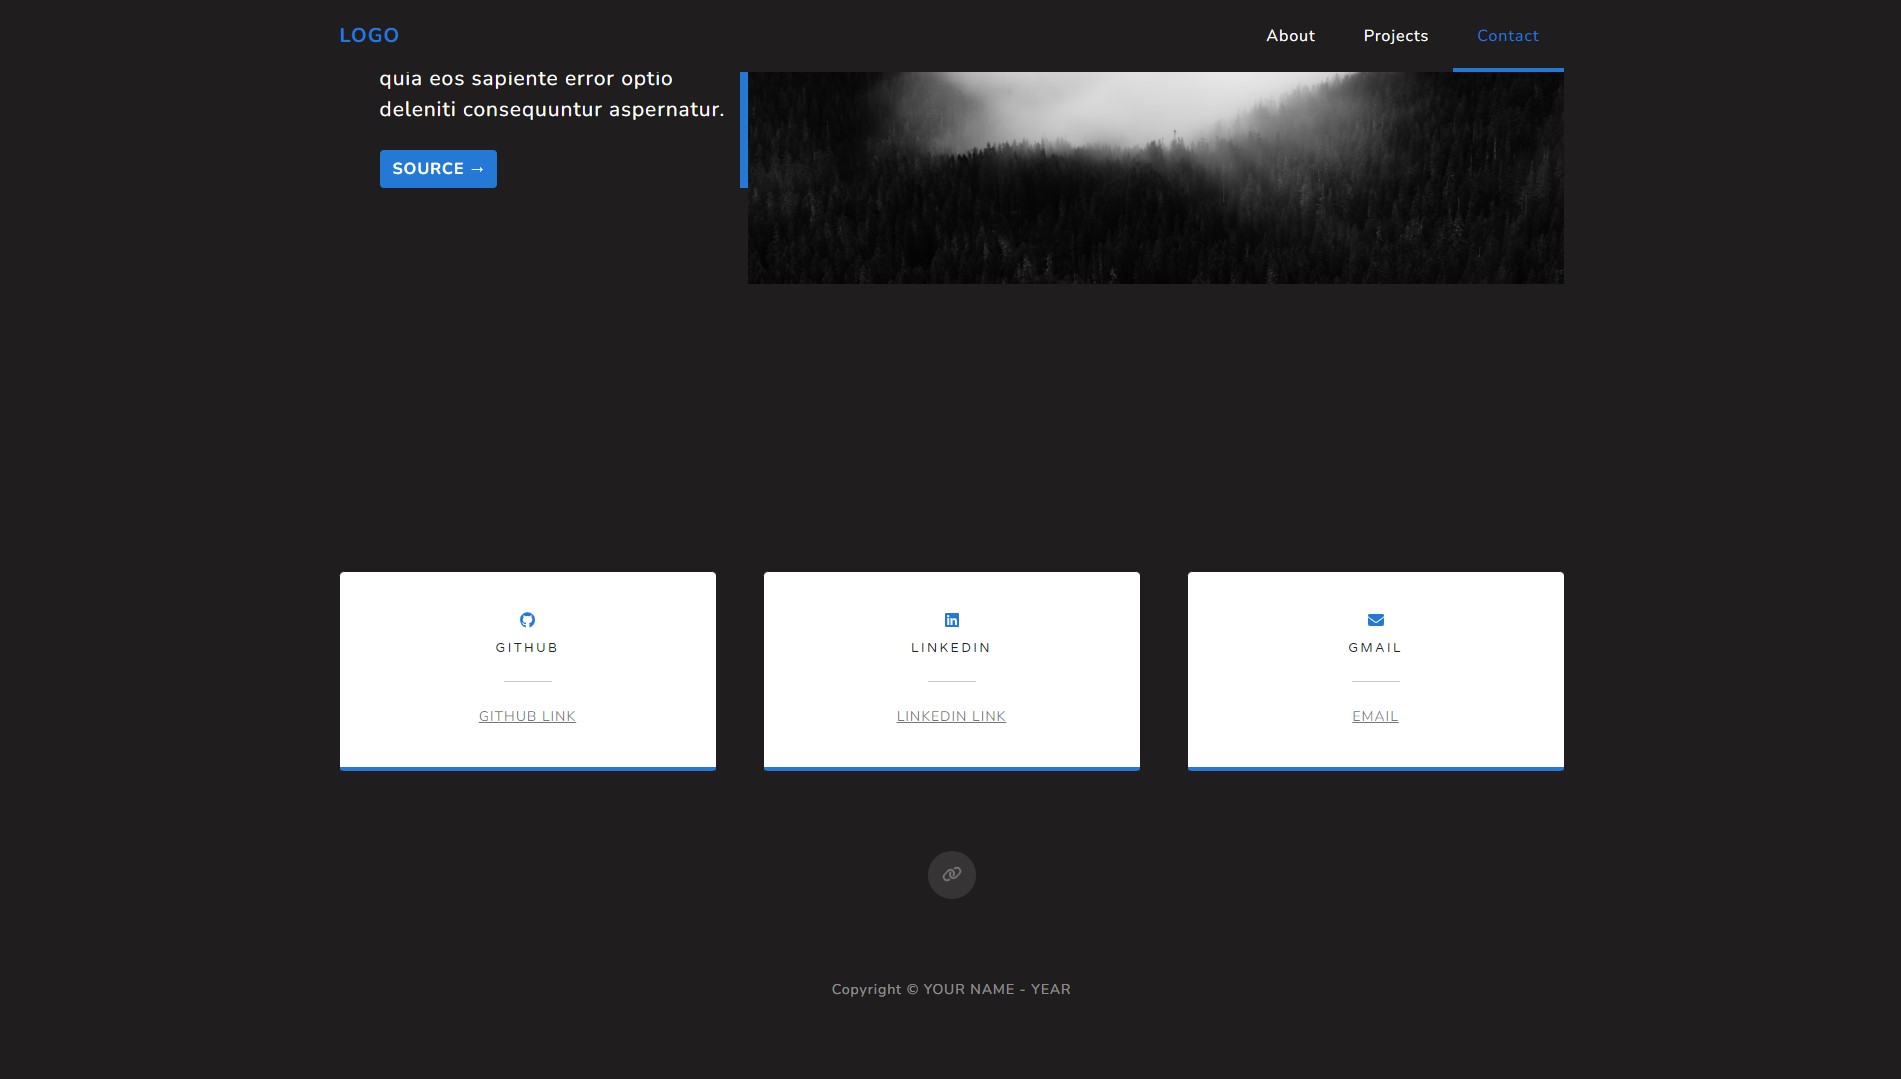 LOGO
About Projects Contact
quia eos sapiente error optio
deleniti consequuntur aspernatur.
SOURCE →
GITHUB
GITHUB LINK
LINKEDIN
LINKEDIN LINK
GMAIL
EMAIL
Copyright © YOUR NAME - YEAR